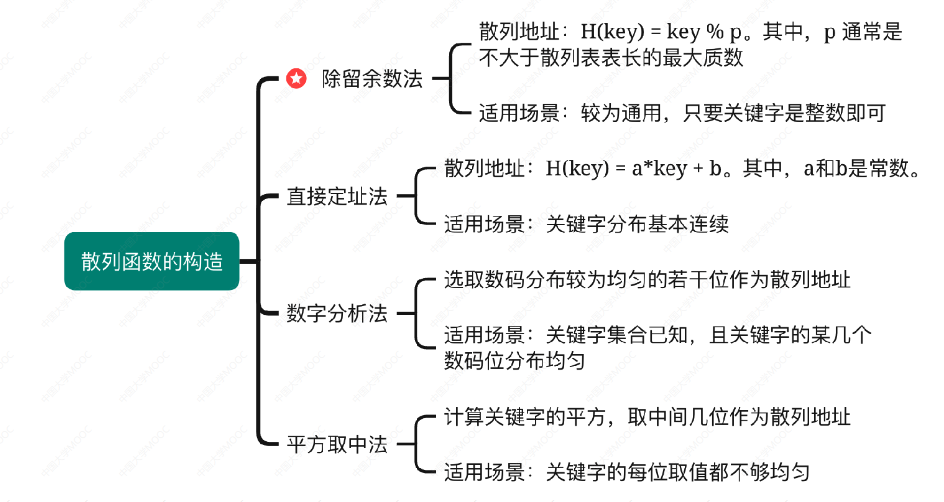 散列函数的构造
除留余数法
散列地址：H(key) = key % p。其中，p 通常是
不大于散列表表长的最大质数
适用场景：较为通用，只要关键字是整数即可
直接定址法
散列地址：H(key) = a*key + b。其中，a和b是常数。
适用场景：关键字分布基本连续
数字分析法
选取数码分布较为均匀的若干位作为散列地址
适用场景：关键字集合已知，且关键字的某几个
数码位分布均匀
平方取中法
计算关键字的平方，取中间几位作为散列地址
适用场景：关键字的每位取值都不够均匀